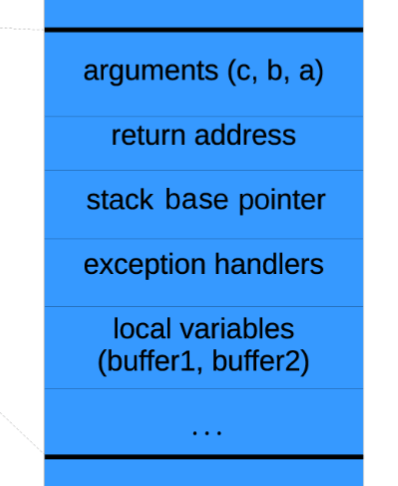 arguments (c, b, a)
return address
stack base pointer
exception handlers
local variables
(buffer1, buffer2)
...